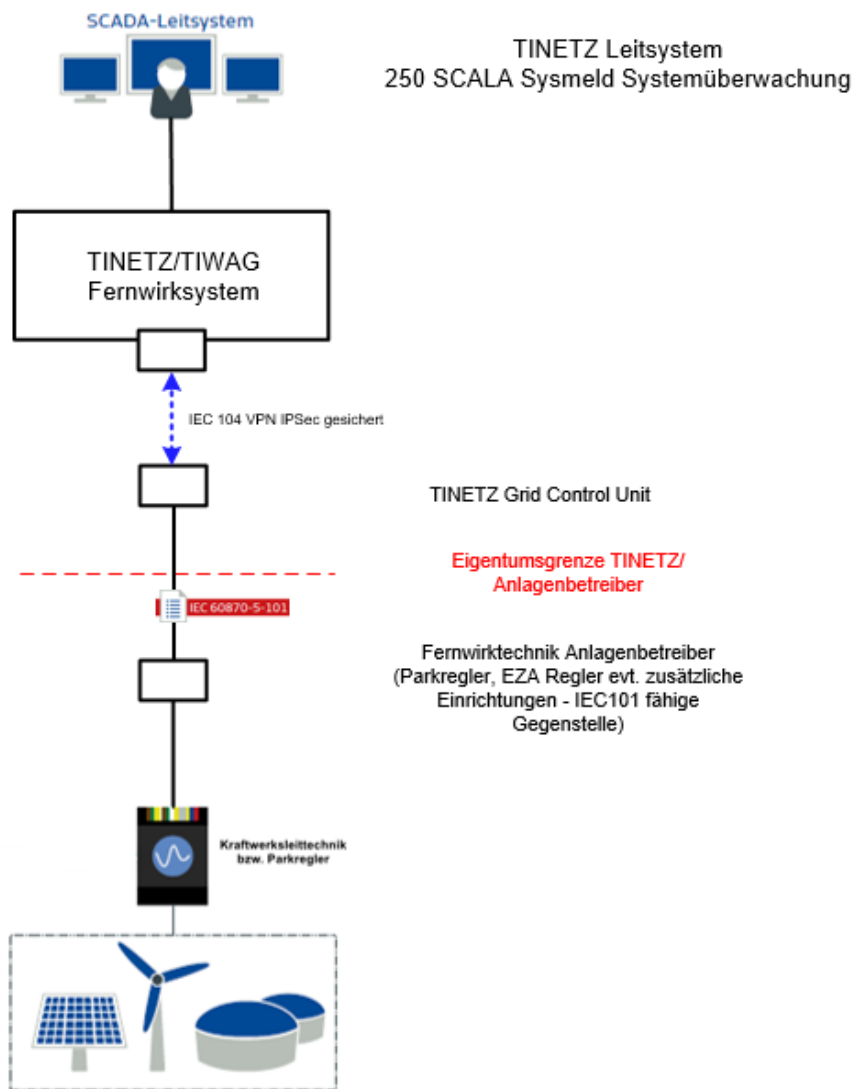 SCADA-Leitsystem
TINETZ Leitsystem
250 SCALA Sysmeld Systemüberwachung
TINETZ/TIWAG
Fernwirksystem
IEC 104 VPN IPSec gesichert
TINETZ Grid Control Unit
Eigentumsgrenze TINETZ/
Anlagenbetreiber
IEC 60870-5-101
Fernwirktechnik Anlagenbetreiber
(Parkregler, EZA Regler evt. zusätzliche
Einrichtungen - IEC101 fähige
Gegenstelle)
Kraftwerksleittechnik
bzw. Parkregler